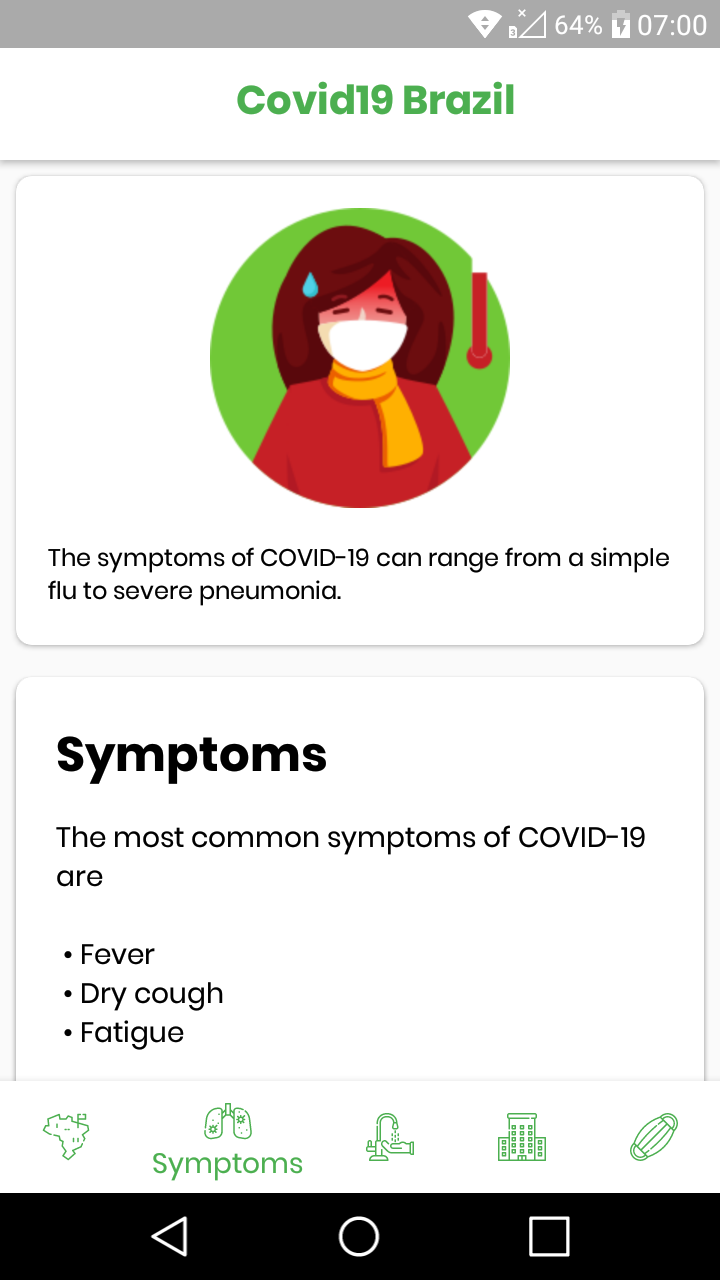 64% 07:00
Covid19 Brazil
The symptoms of COVID-19 can range from a simple
flu to severe pneumonia.
Symptoms
The most common symptoms of COVID-19
are
• Fever
• Dry cough
• Fatigue
Symptoms